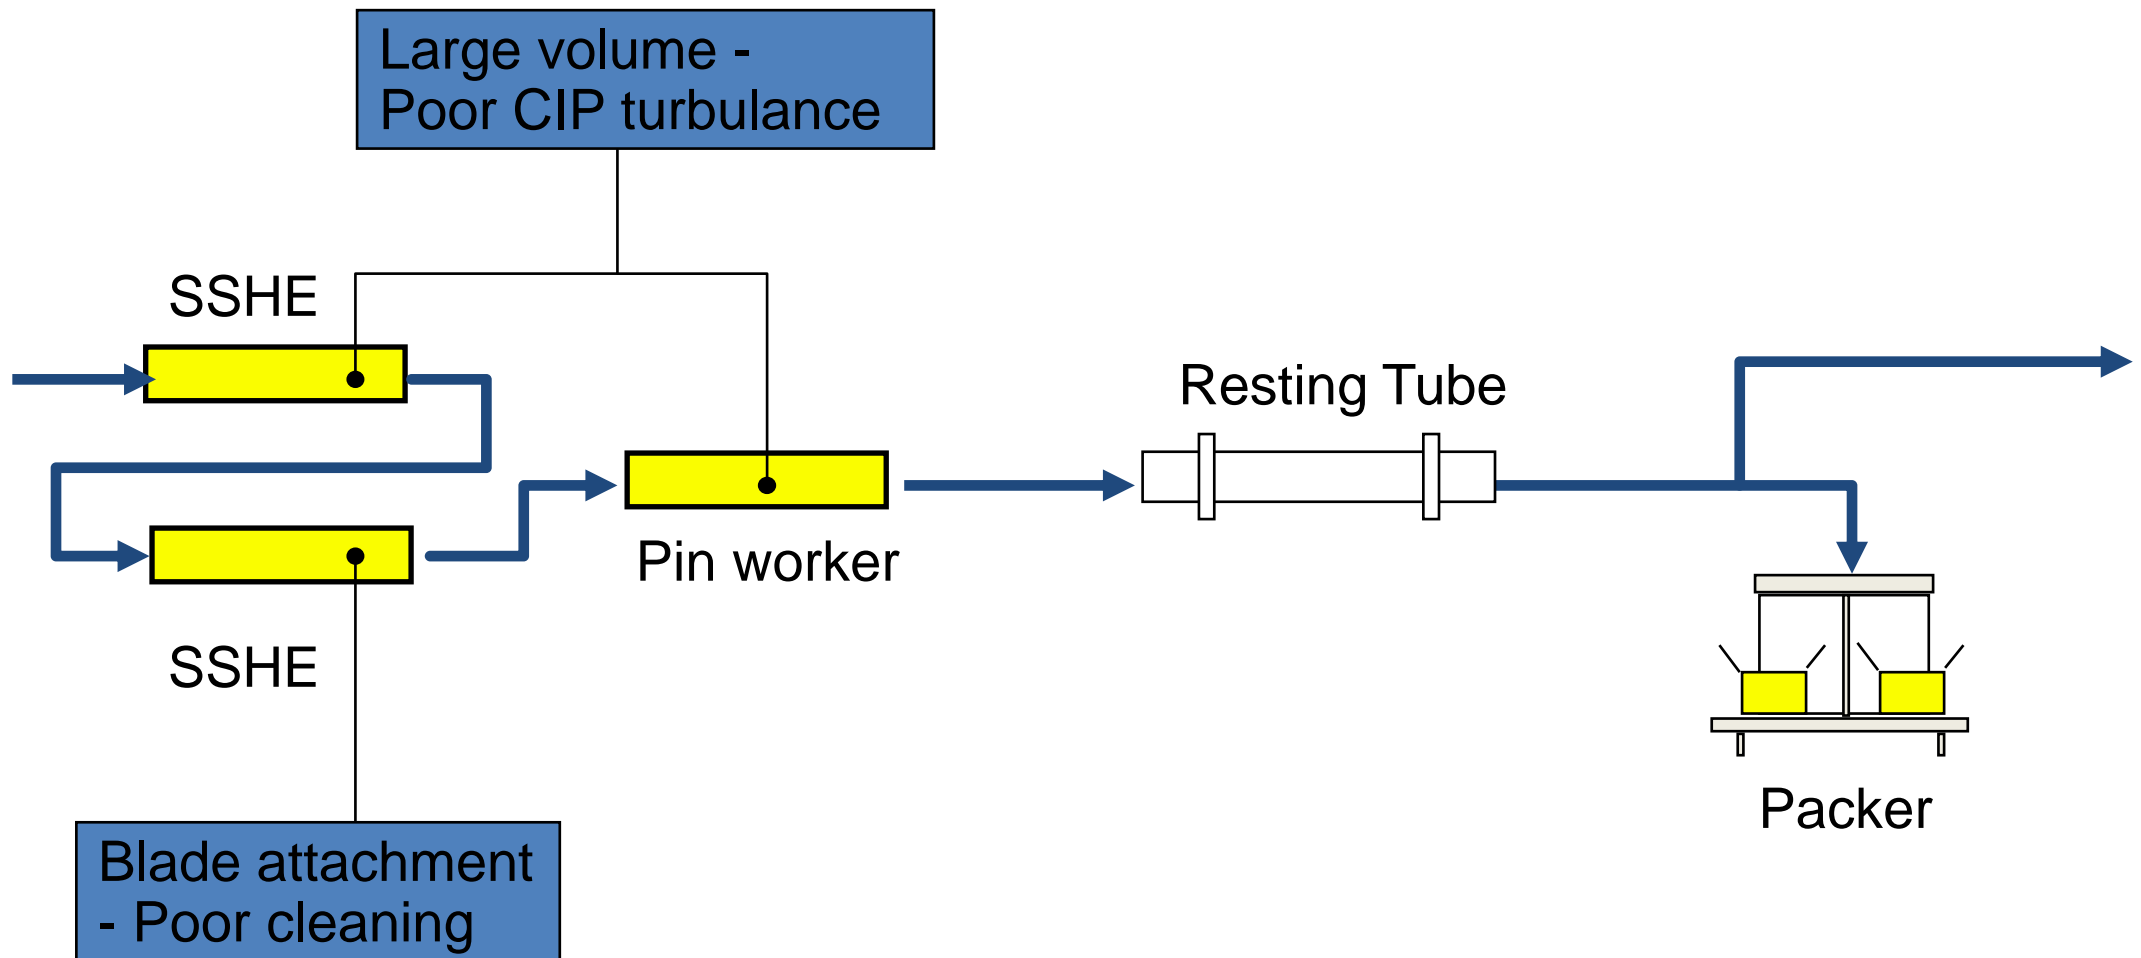 Large volume -
Poor CIP turbulance
SSHE
Resting Tube
Pin worker
SSHE
Packer
Blade attachment
- Poor cleaning